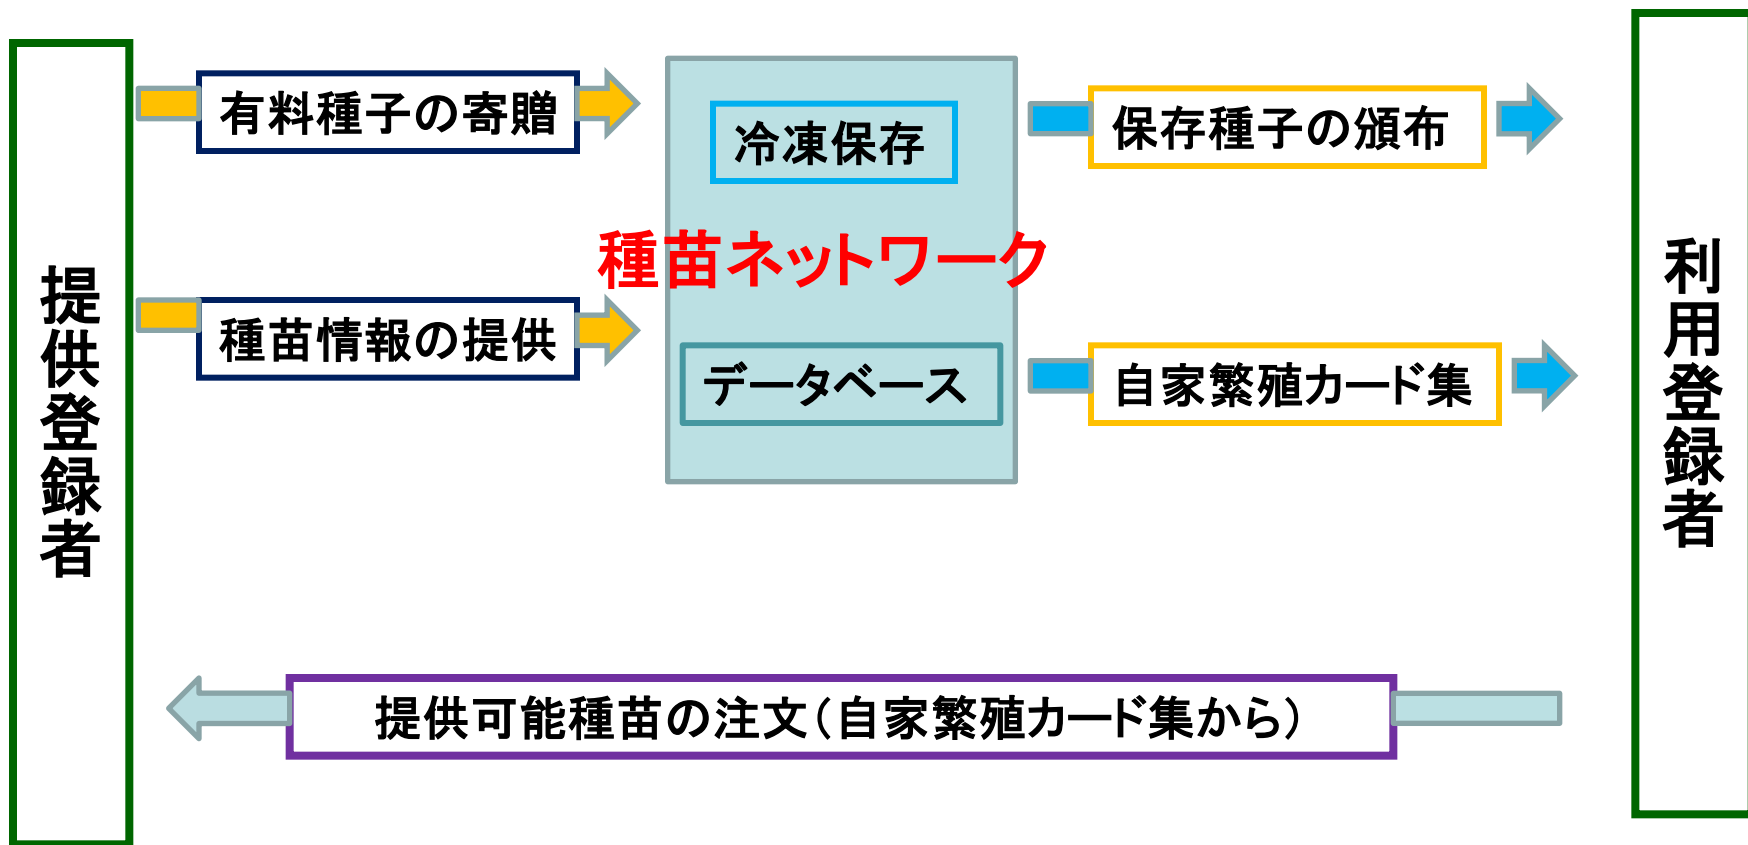 提供登録者
有料種子の寄贈
種苗情報の提供
冷凍保存
種苗ネットワーク
データベース
保存種子の頒布
自家繁殖カード集
利用登録者
提供可能種苗の注文（自家繁殖カード集から）